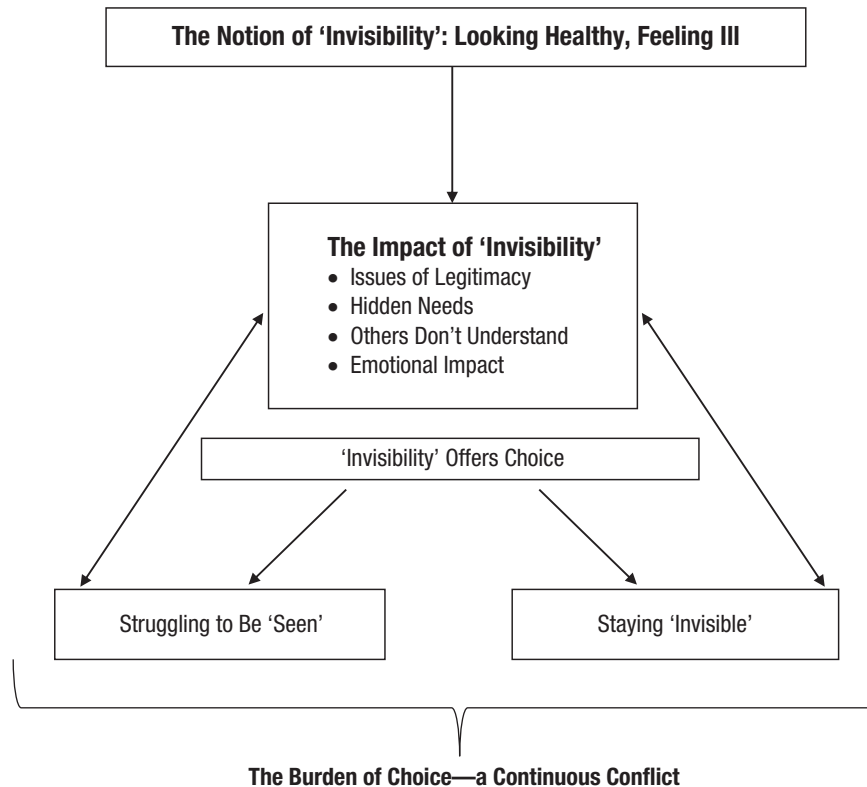 The Notion of ‘Invisibility’: Looking Healthy, Feeling Ill
The Impact of ‘Invisibility’
• Issues of Legitimacy
• Hidden Needs
• Others Don’t Understand
• Emotional Impact
‘Invisibility’ Offers Choice
Struggling to Be ‘Seen’
Staying ‘Invisible’
The Burden of Choice—a Continuous Conflict